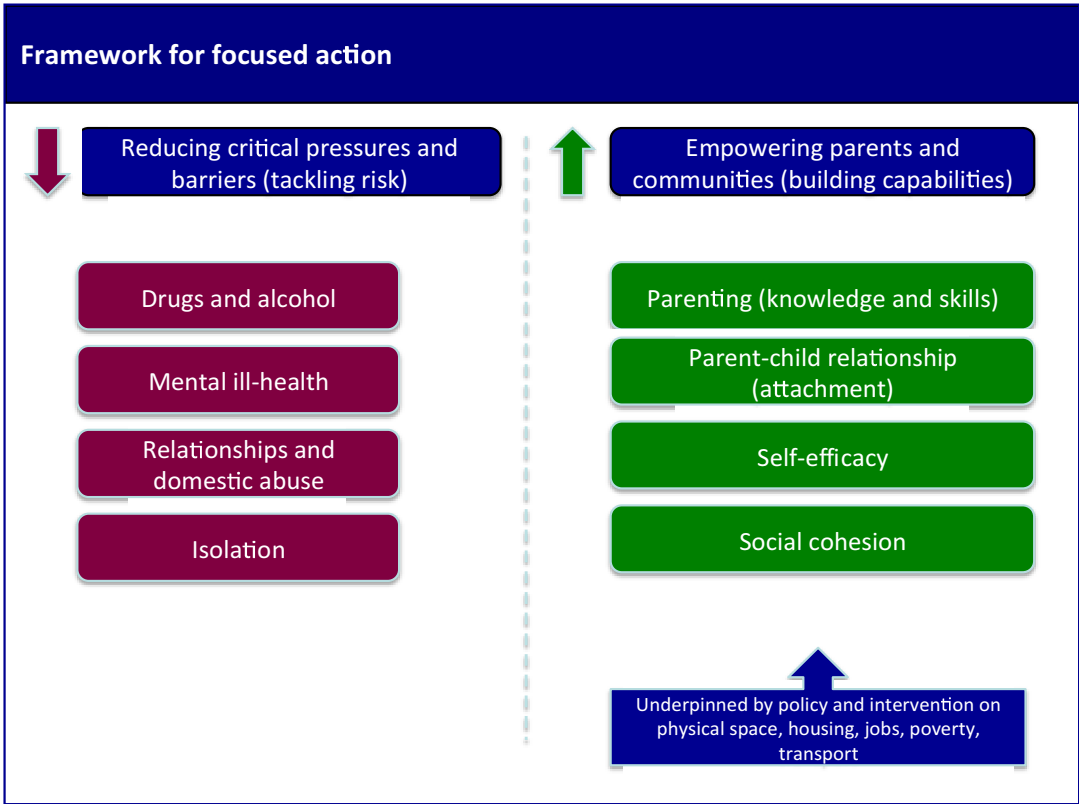 Framework for focused action
Reducing critical pressures and
barriers (tackling risk)
Drugs and alcohol
Mental ill-health
Relationships and
domestic abuse
Isolation
Empowering parents and
communities (building capabilities)
Parenting (knowledge and skills)
Parent-child relationship
(attachment)
Self-efficacy
Social cohesion
Underpinned by policy and intervention on
physical space, housing, jobs, poverty,
transport